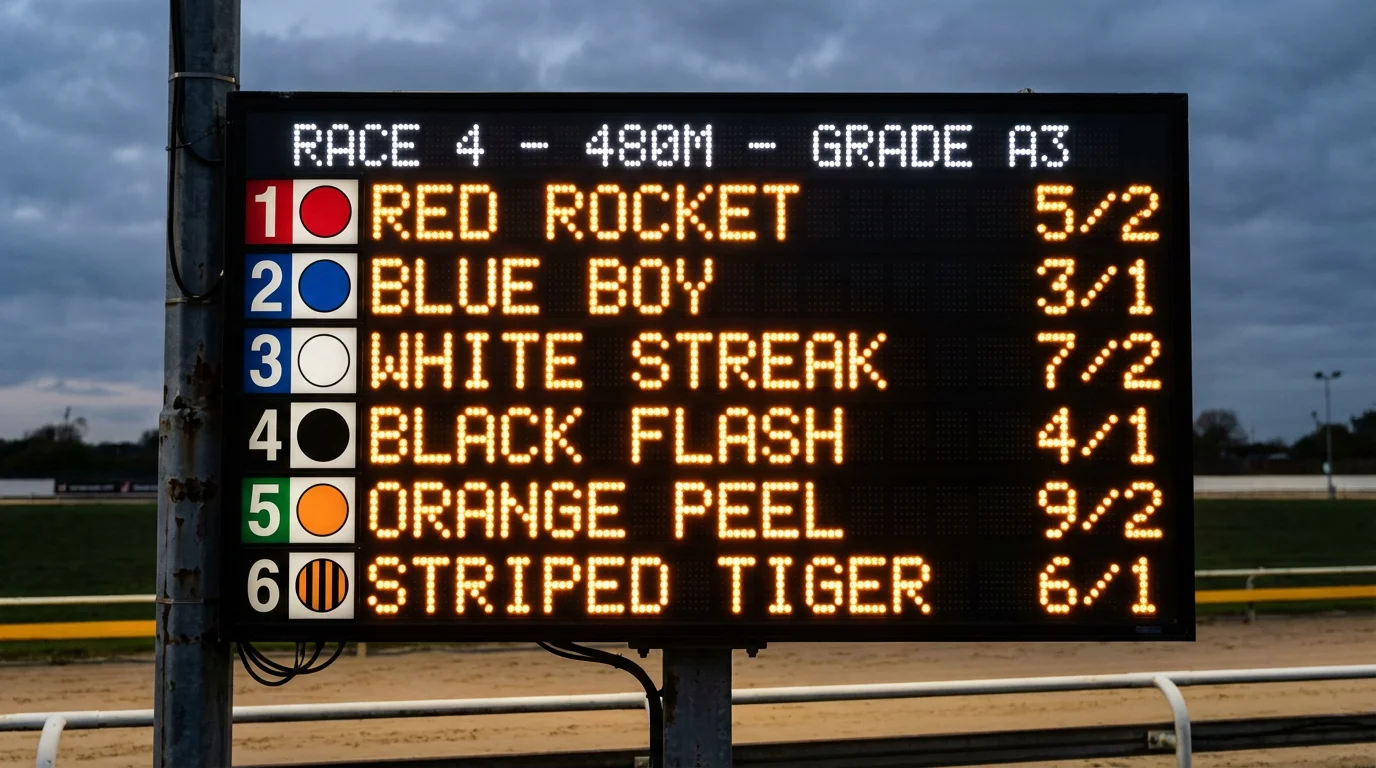 RACE 4 - 480M - GRADE A3
1 RED ROCKET 5/2
2 BLUE BOY 3/1
3 WHITE STREAK 7/2
4 BLACK FLASH 4/1
5 ORANGE PEEL 9/2
6 STRIPED TIGER 6/1